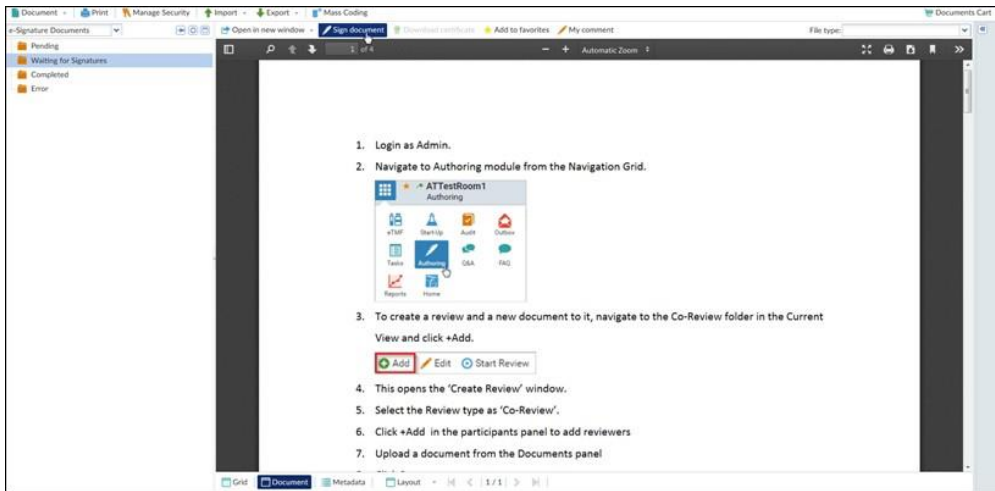 Document Print Manage Security Import Export Mass Coding Documents Cart
e-Signature Documents Open in new window Sign document Download certificate Add to favorites My comment File type:
Pending
Waiting for Signatures
Completed
Error
1 of 4 Automatic Zoom
1. Login as Admin.
2. Navigate to Authoring module from the Navigation Grid.
ATTestRoom1
Authoring
eTMF Start-Up Audit Outbox
Tasks Authoring Q&A FAQ
Reports Home
3. To create a review and a new document to it, navigate to the Co-Review folder in the Current
View and click +Add.
Add Edit Start Review
4. This opens the ‘Create Review’ window.
5. Select the Review type as ‘Co-Review’.
6. Click +Add in the participants panel to add reviewers
7. Upload a document from the Documents panel
Grid Document Metadata Layout 1/1